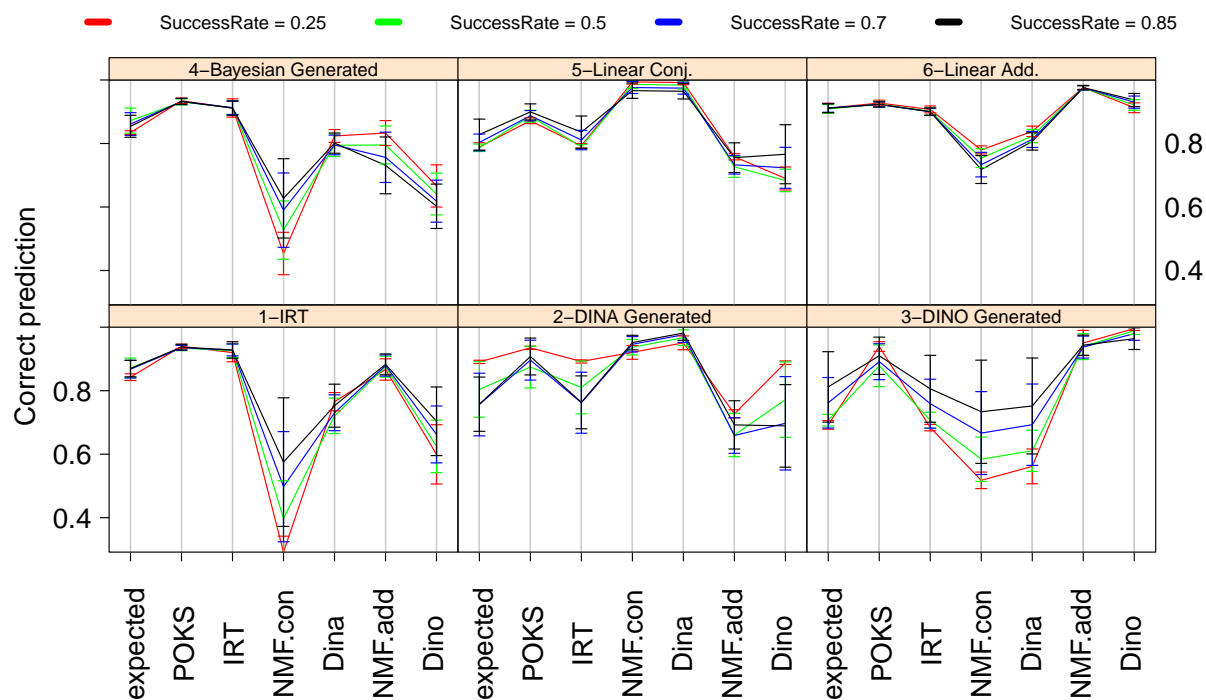 SuccessRate = 0.25 SuccessRate = 0.5 SuccessRate = 0.7 SuccessRate = 0.85
4−Bayesian Generated 5−Linear Conj. 6−Linear Add.
0.8
0.6
0.4
1−IRT 2−DINA Generated 3−DINO Generated
0.8
0.6
0.4
Correct prediction
expected POKS IRT NMF.con Dina NMF.add Dino expected POKS IRT NMF.con Dina NMF.add Dino expected POKS IRT NMF.con Dina NMF.add Dino